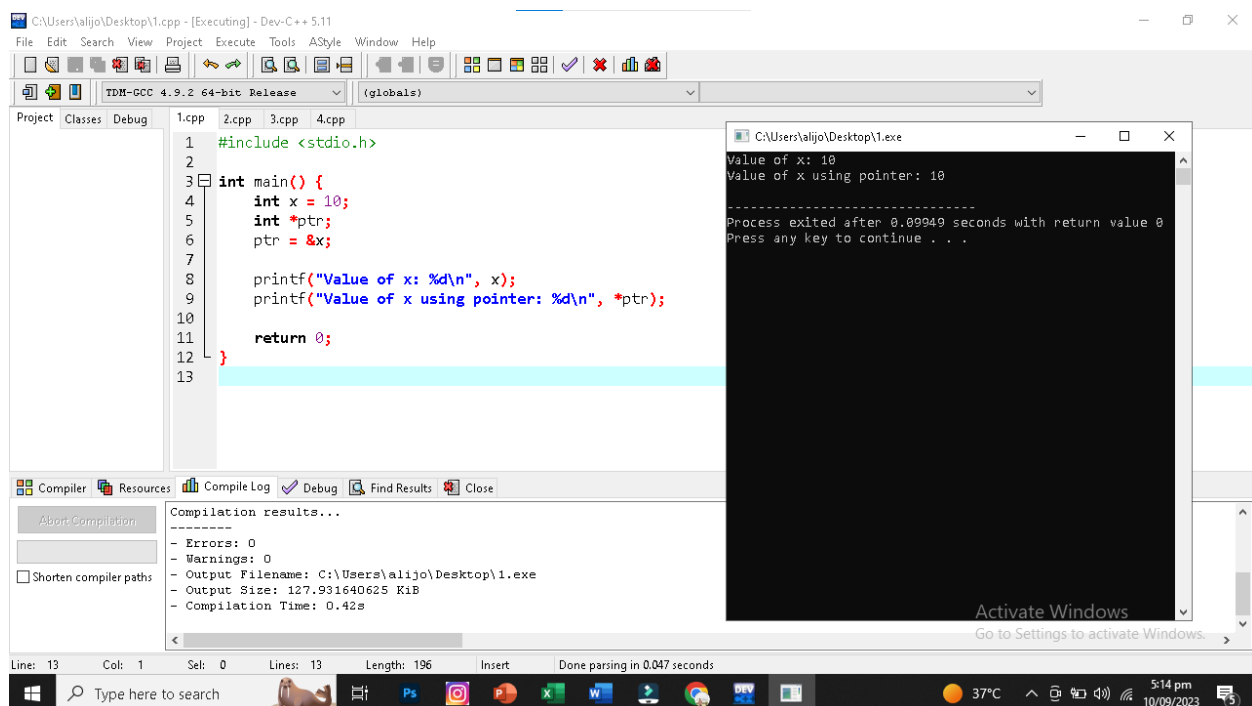 C:\Users\alijo\Desktop\1.cpp - [Executing] - Dev-C++ 5.11
File Edit Search View Project Execute Tools AStyle Window Help
TDM-GCC 4.9.2 64-bit Release (globals)
Project Classes Debug 1.cpp 2.cpp 3.cpp 4.cpp
1 #include <stdio.h>
2
3 int main() {
4     int x = 10;
5     int *ptr;
6     ptr = &x;
7
8     printf("Value of x: %d\n", x);
9     printf("Value of x using pointer: %d\n", *ptr);
10
11     return 0;
12 }
13
C:\Users\alijo\Desktop\1.exe
Value of x: 10
Value of x using pointer: 10
--------------------------------
Process exited after 0.09949 seconds with return value 0
Press any key to continue . . .
Compiler Resources Compile Log Debug Find Results Close
Abort Compilation
Shorten compiler paths
Compilation results...
--------
- Errors: 0
- Warnings: 0
- Output Filename: C:\Users\alijo\Desktop\1.exe
- Output Size: 127.931640625 KiB
- Compilation Time: 0.42s
Activate Windows
Go to Settings to activate Windows.
Line: 13 Col: 1 Sel: 0 Lines: 13 Length: 196 Insert Done parsing in 0.047 seconds
Type here to search
Ps
DEV
37°C
5:14 pm
10/09/2023
5